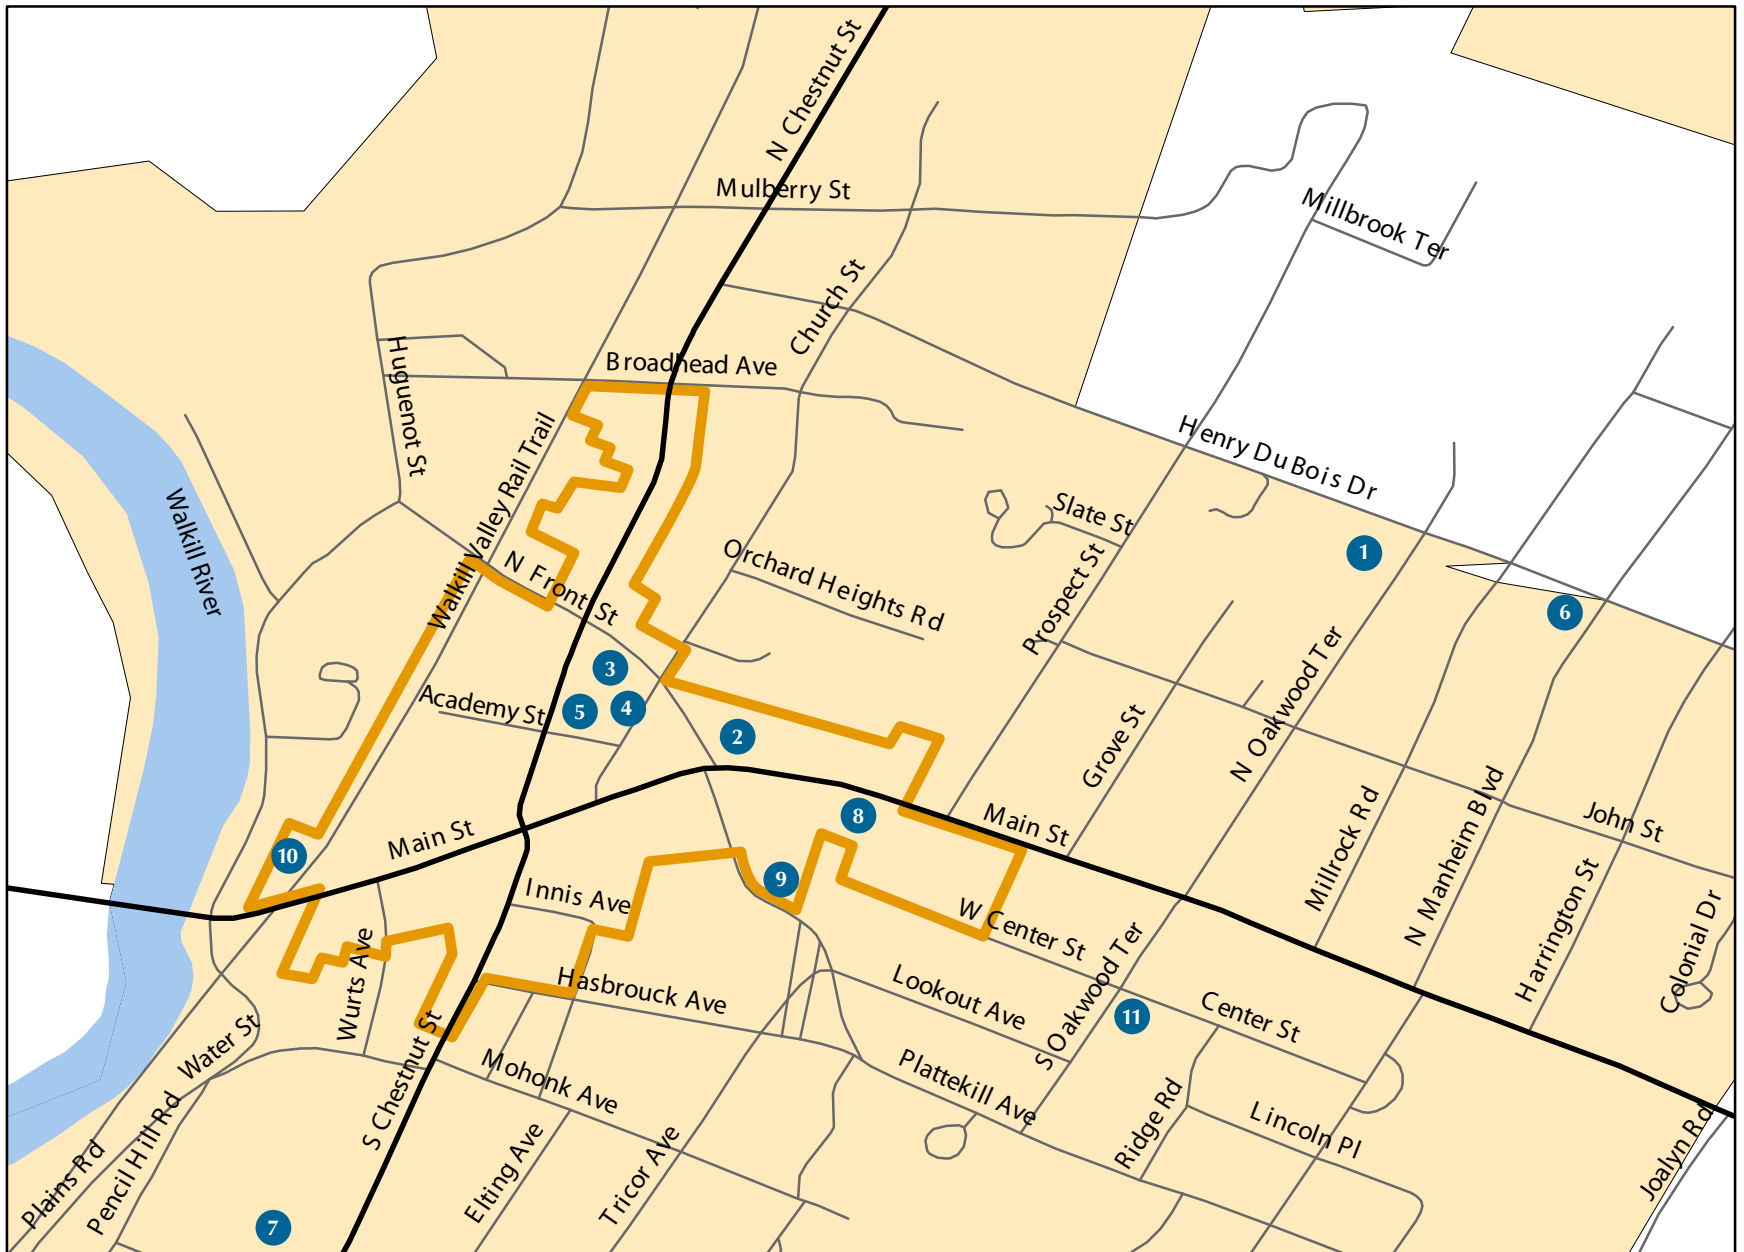 N Chestnut St
Mulberry St
Millbrook Ter
Church St
Huguenot St
Broadhead Ave
Walkill Valley Rail Trail
Henry DuBois Dr
Walkill River
Slate St
1
N Front St
Orchard Heights Rd
Prospect St
6
3
Academy St
5
4
2
Grove St
N Oakwood Ter
Main St
8
Main St
Millrock Rd
N Manheim Blvd
John St
10
9
Innis Ave
W Center St
Harrington St
Colonial Dr
Wurts Ave
Hasbrouck Ave
Lookout Ave
S Oakwood Ter
11
Center St
Water St
S Chestnut St
Mohonk Ave
Plattekill Ave
Ridge Rd
Lincoln Pl
Joalyn Rd
Plains Rd
Pencil Hill Rd
Elting Ave
Tricor Ave
7